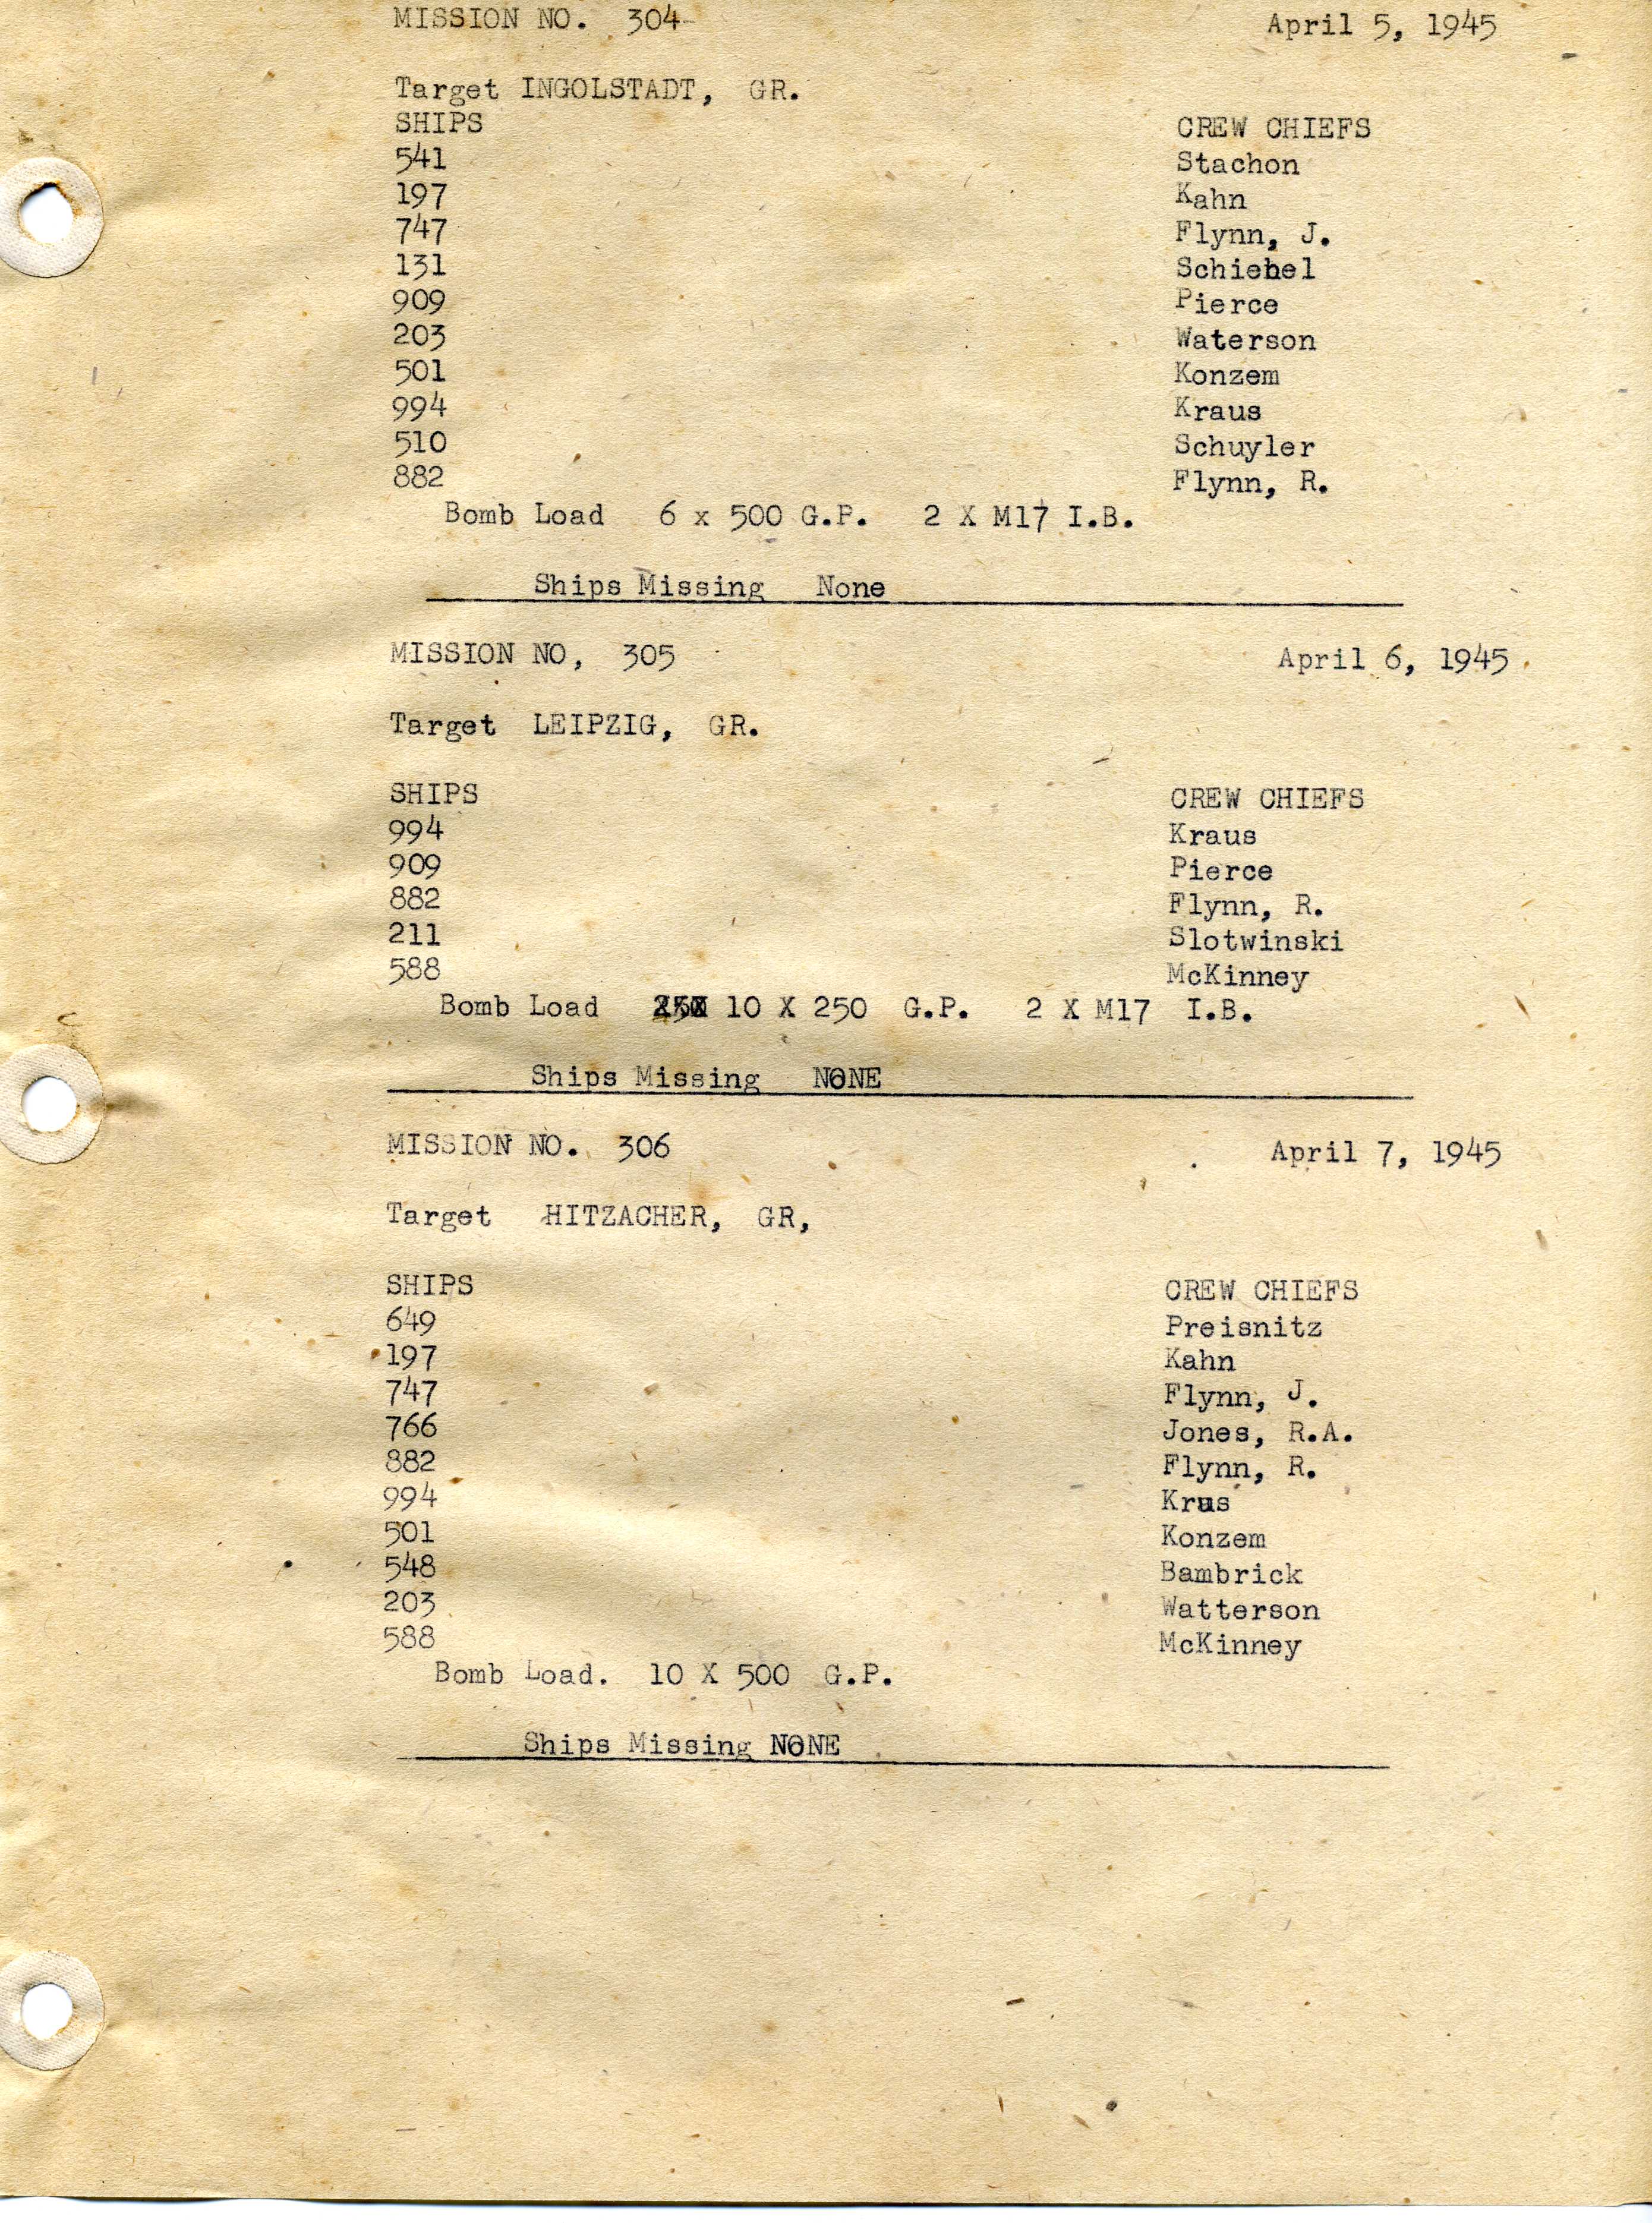 MISSION NO. 304 April 5, 1945
Target INGOLSTADT, GR.
SHIPS CREW CHIEFS
541 Stachon
197 Kahn
747 Flynn, J.
131 Schiebel
909 Pierce
203 Waterson
501 Konzem
994 Kraus
510 Schuyler
882 Flynn, R.
Bomb Load 6 x 500 G.P. 2 X M17 I.B.
Ships Missing None
MISSION NO, 305 April 6, 1945
Target LEIPZIG, GR.
SHIPS CREW CHIEFS
994 Kraus
909 Pierce
882 Flynn, R.
211 Slotwinski
588 McKinney
Bomb Load 10 X 250 G.P. 2 X M17 I.B.
Ships Missing NONE
MISSION NO. 306 April 7, 1945
Target HITZACHER, GR,
SHIPS CREW CHIEFS
649 Preisnitz
197 Kahn
747 Flynn, J.
766 Jones, R.A.
882 Flynn, R.
994 Krus
501 Konzem
548 Bambrick
203 Watterson
588 McKinney
Bomb Load. 10 X 500 G.P.
Ships Missing NONE